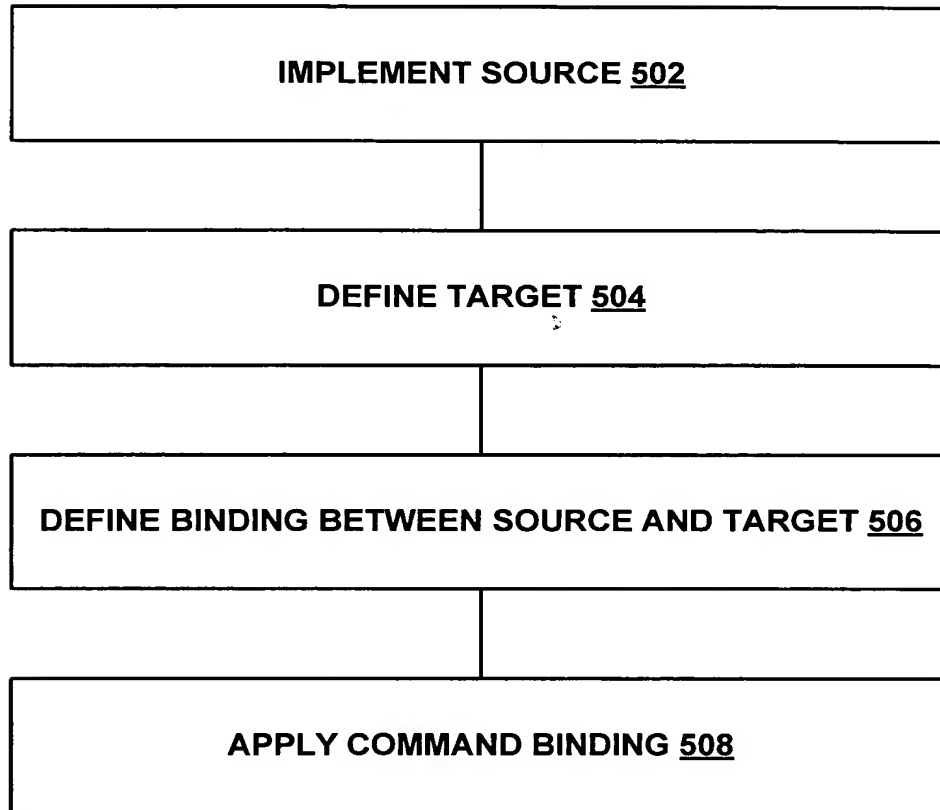 IMPLEMENT SOURCE 502
DEFINE TARGET 504
DEFINE BINDING BETWEEN SOURCE AND TARGET 506
APPLY COMMAND BINDING 508